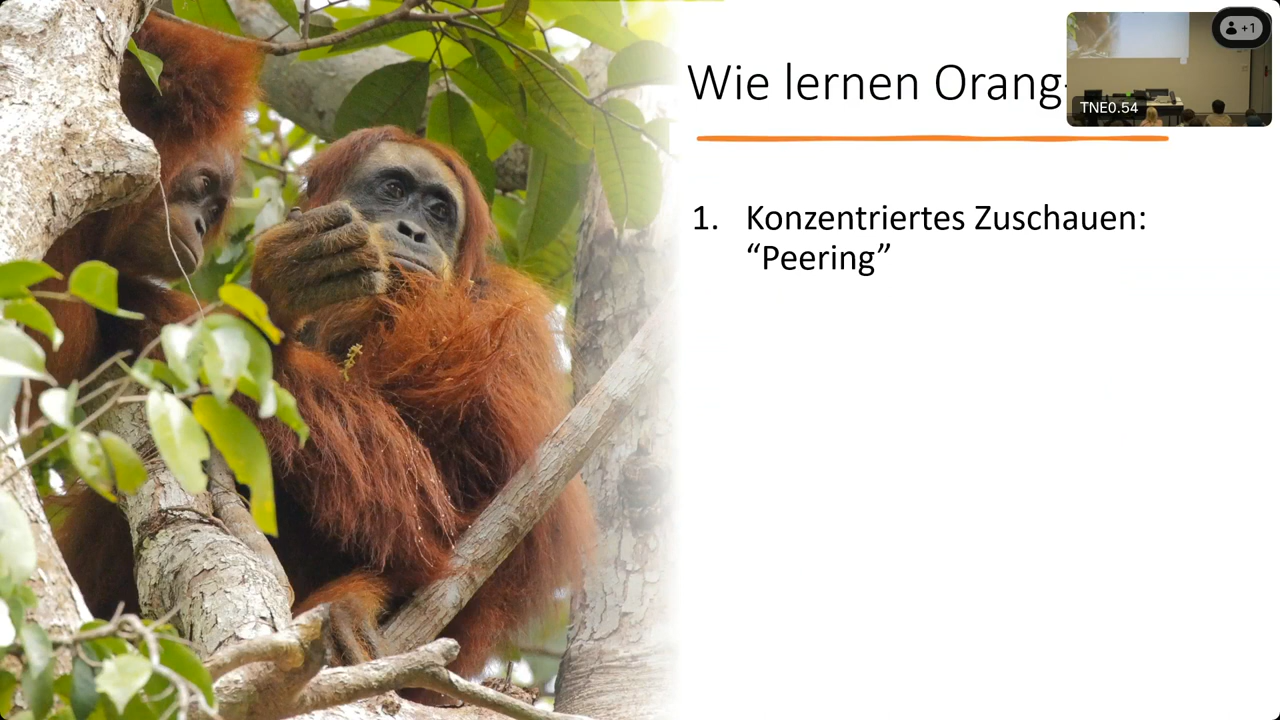 Wie lernen Orang-
1. Konzentriertes Zuschauen:
“Peering”
+1
TNE0.54